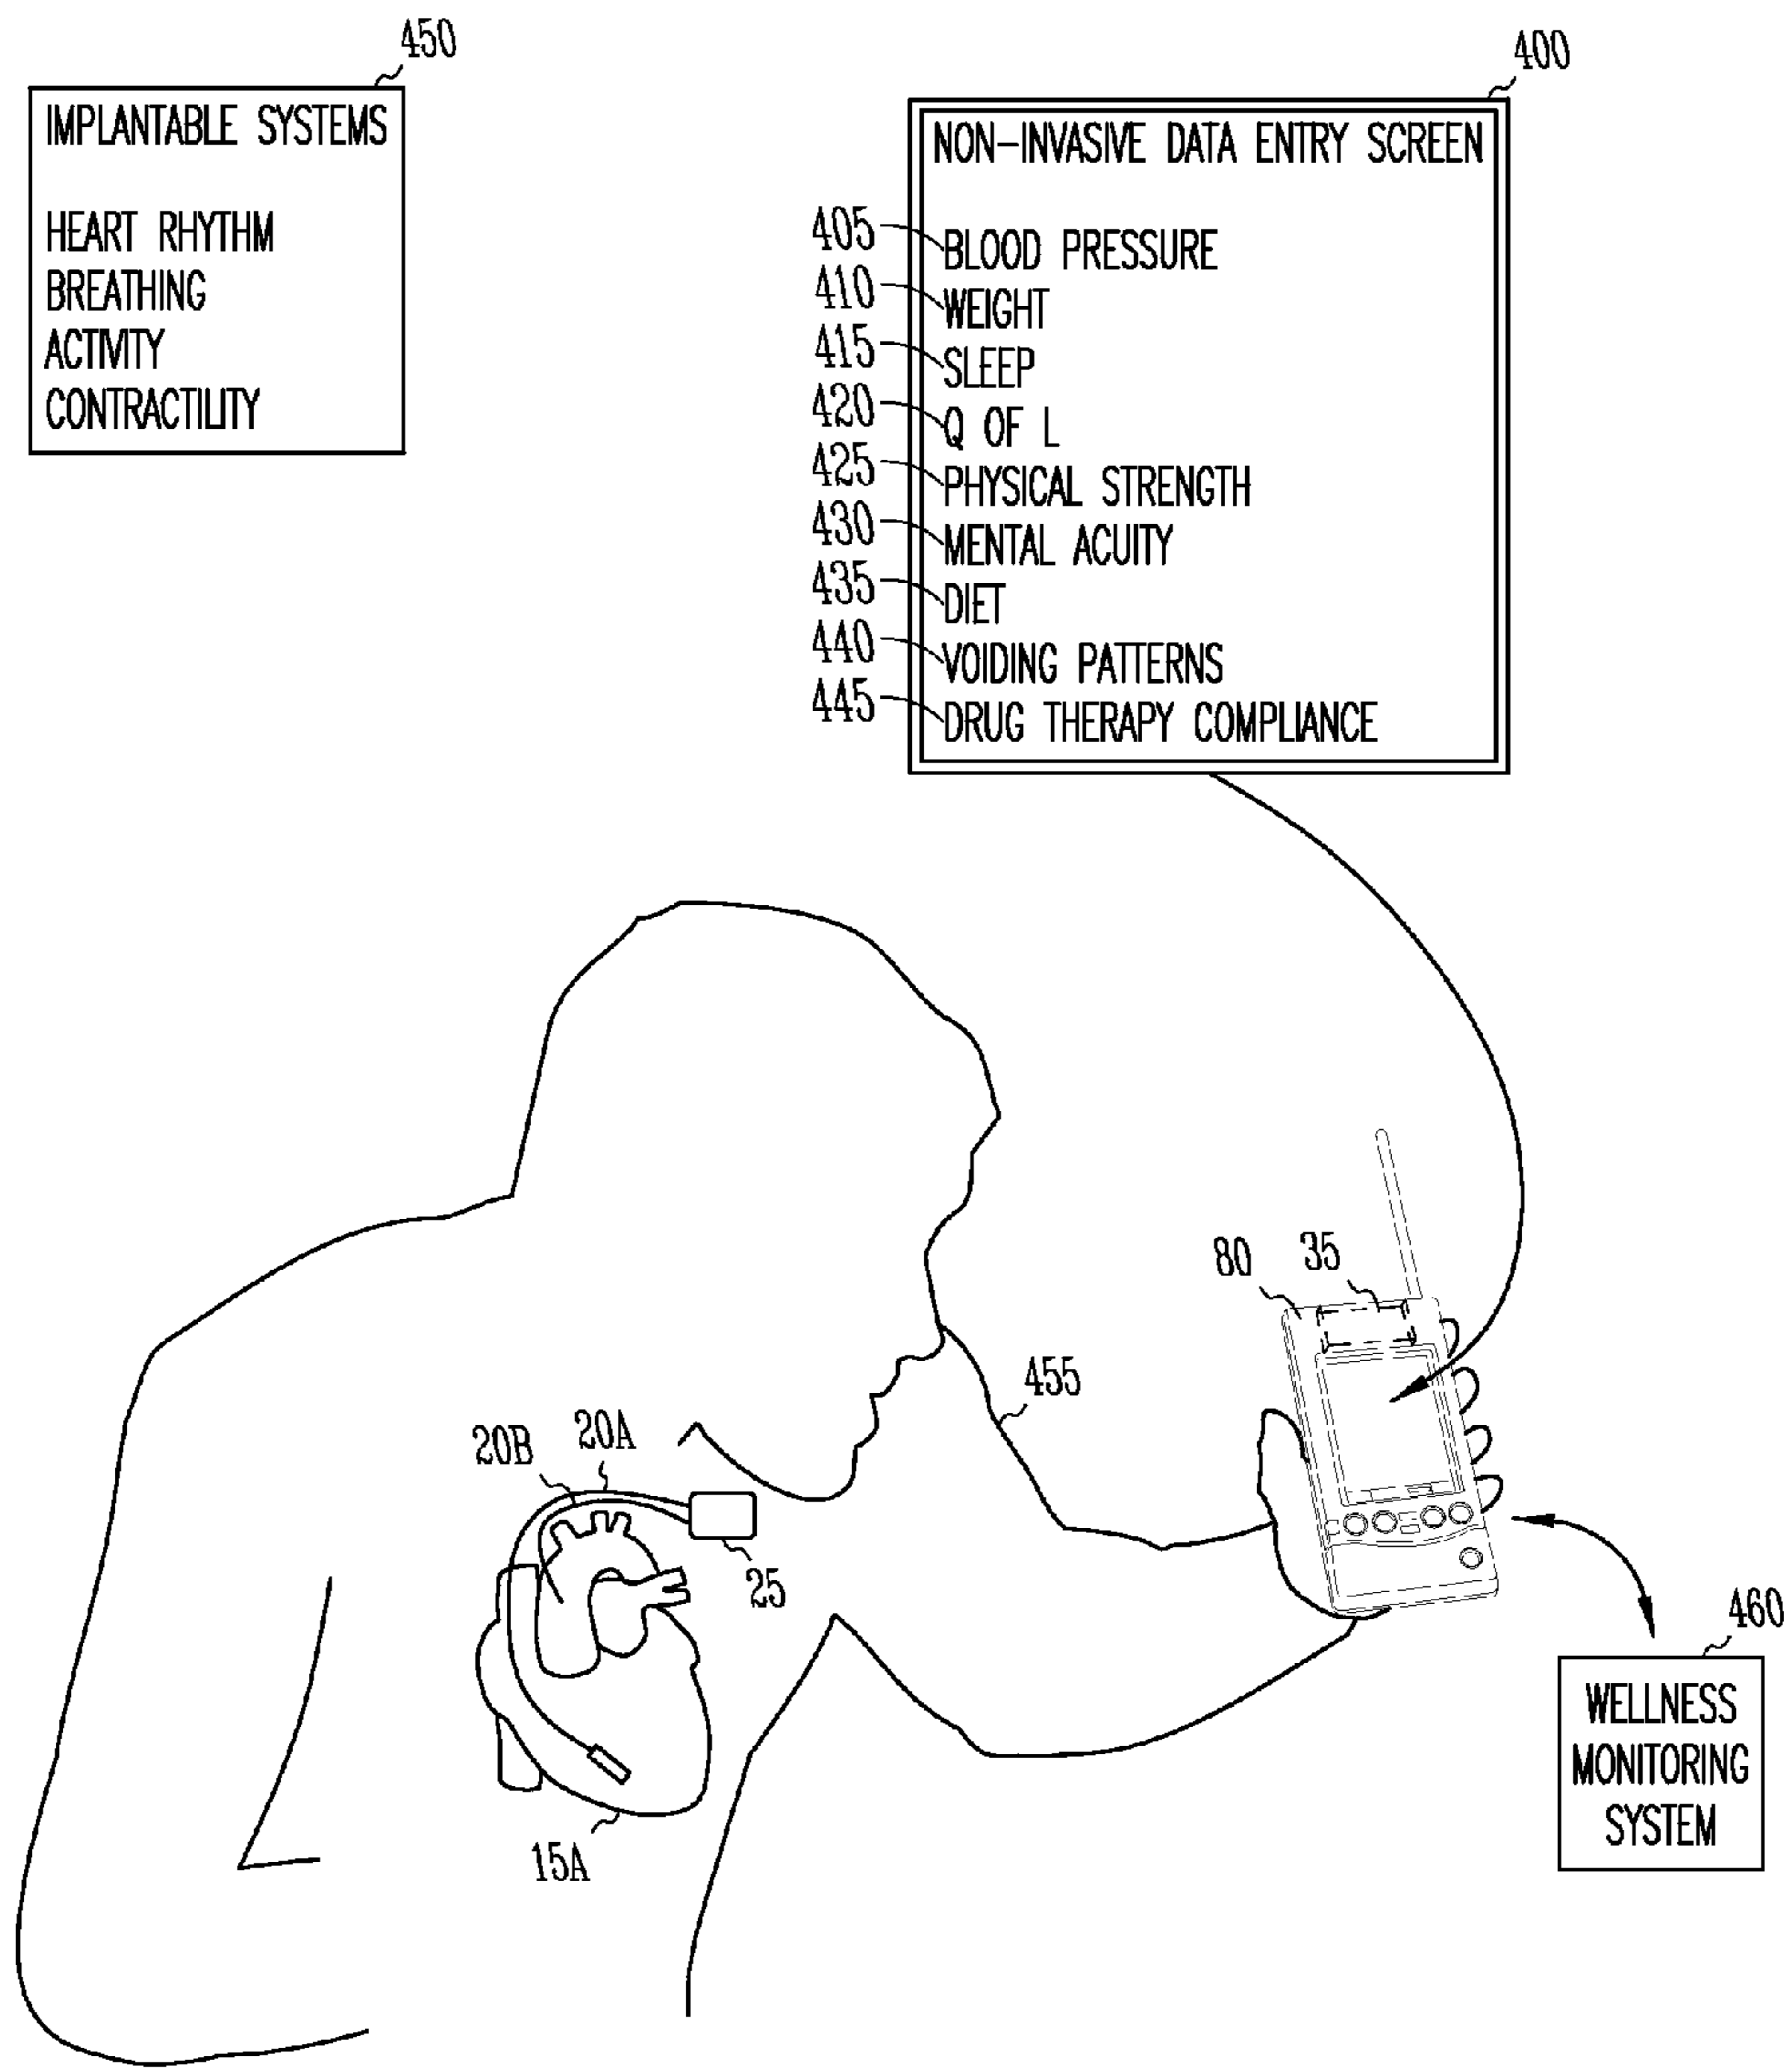 450
IMPLANTABLE SYSTEMS
HEART RHYTHM
BREATHING
ACTIVITY
CONTRACTILITY
400
NON-INVASIVE DATA ENTRY SCREEN
405 BLOOD PRESSURE
410 WEIGHT
415 SLEEP
420 Q OF L
425 PHYSICAL STRENGTH
430 MENTAL ACUITY
435 DIET
440 VOIDING PATTERNS
445 DRUG THERAPY COMPLIANCE
80
35
455
20B
20A
25
15A
460
WELLNESS
MONITORING
SYSTEM